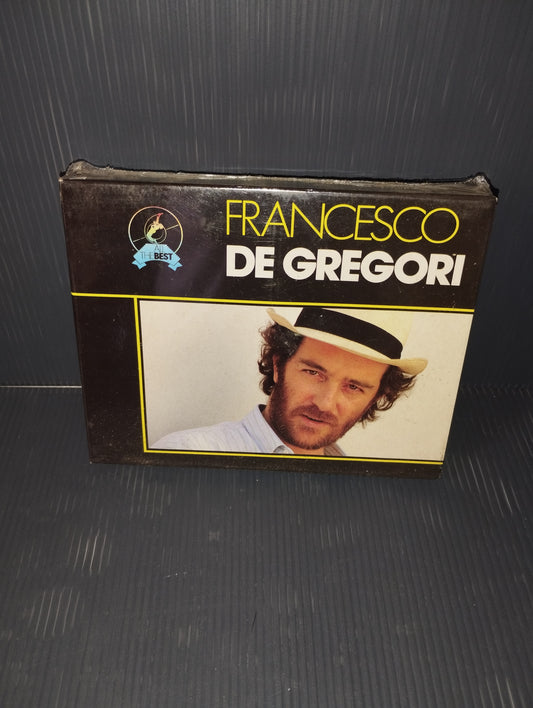 FRANCESCO
DE GREGORI
ALL
THE BEST